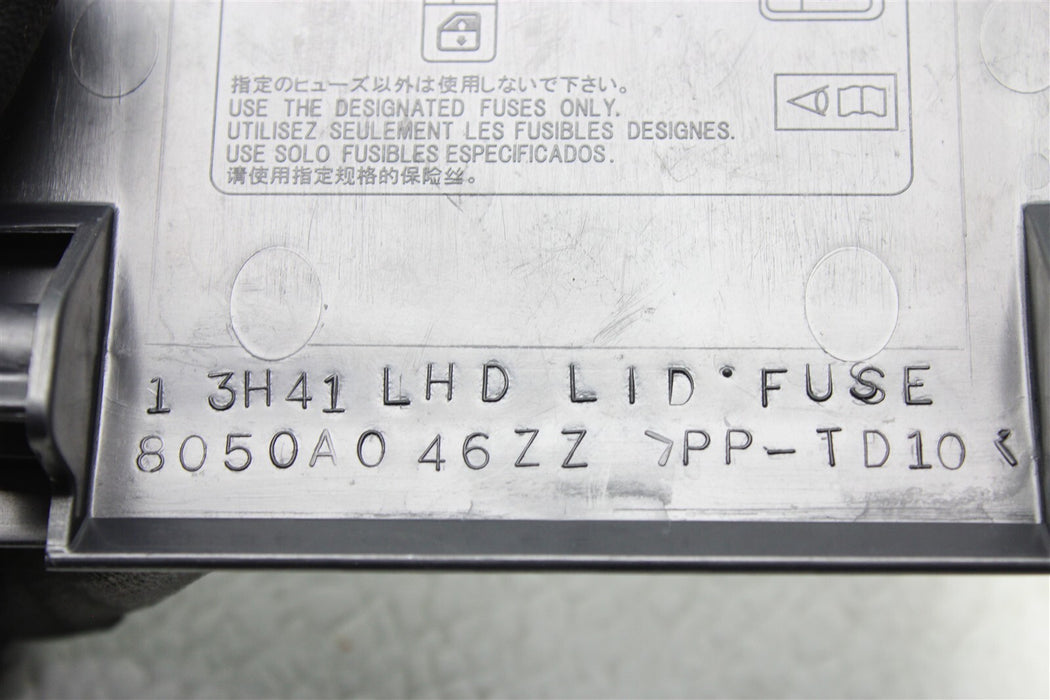 指定のヒューズ以外は使用しないで下さい。
USE THE DESIGNATED FUSES ONLY.
UTILISEZ SEULEMENT LES FUSIBLES DESIGNES.
USE SOLO FUSIBLES ESPECIFICADOS.
请使用指定规格的保险丝。
1 3H41 LHD LID·FUSE
8050A046ZZ >PP-TD10<